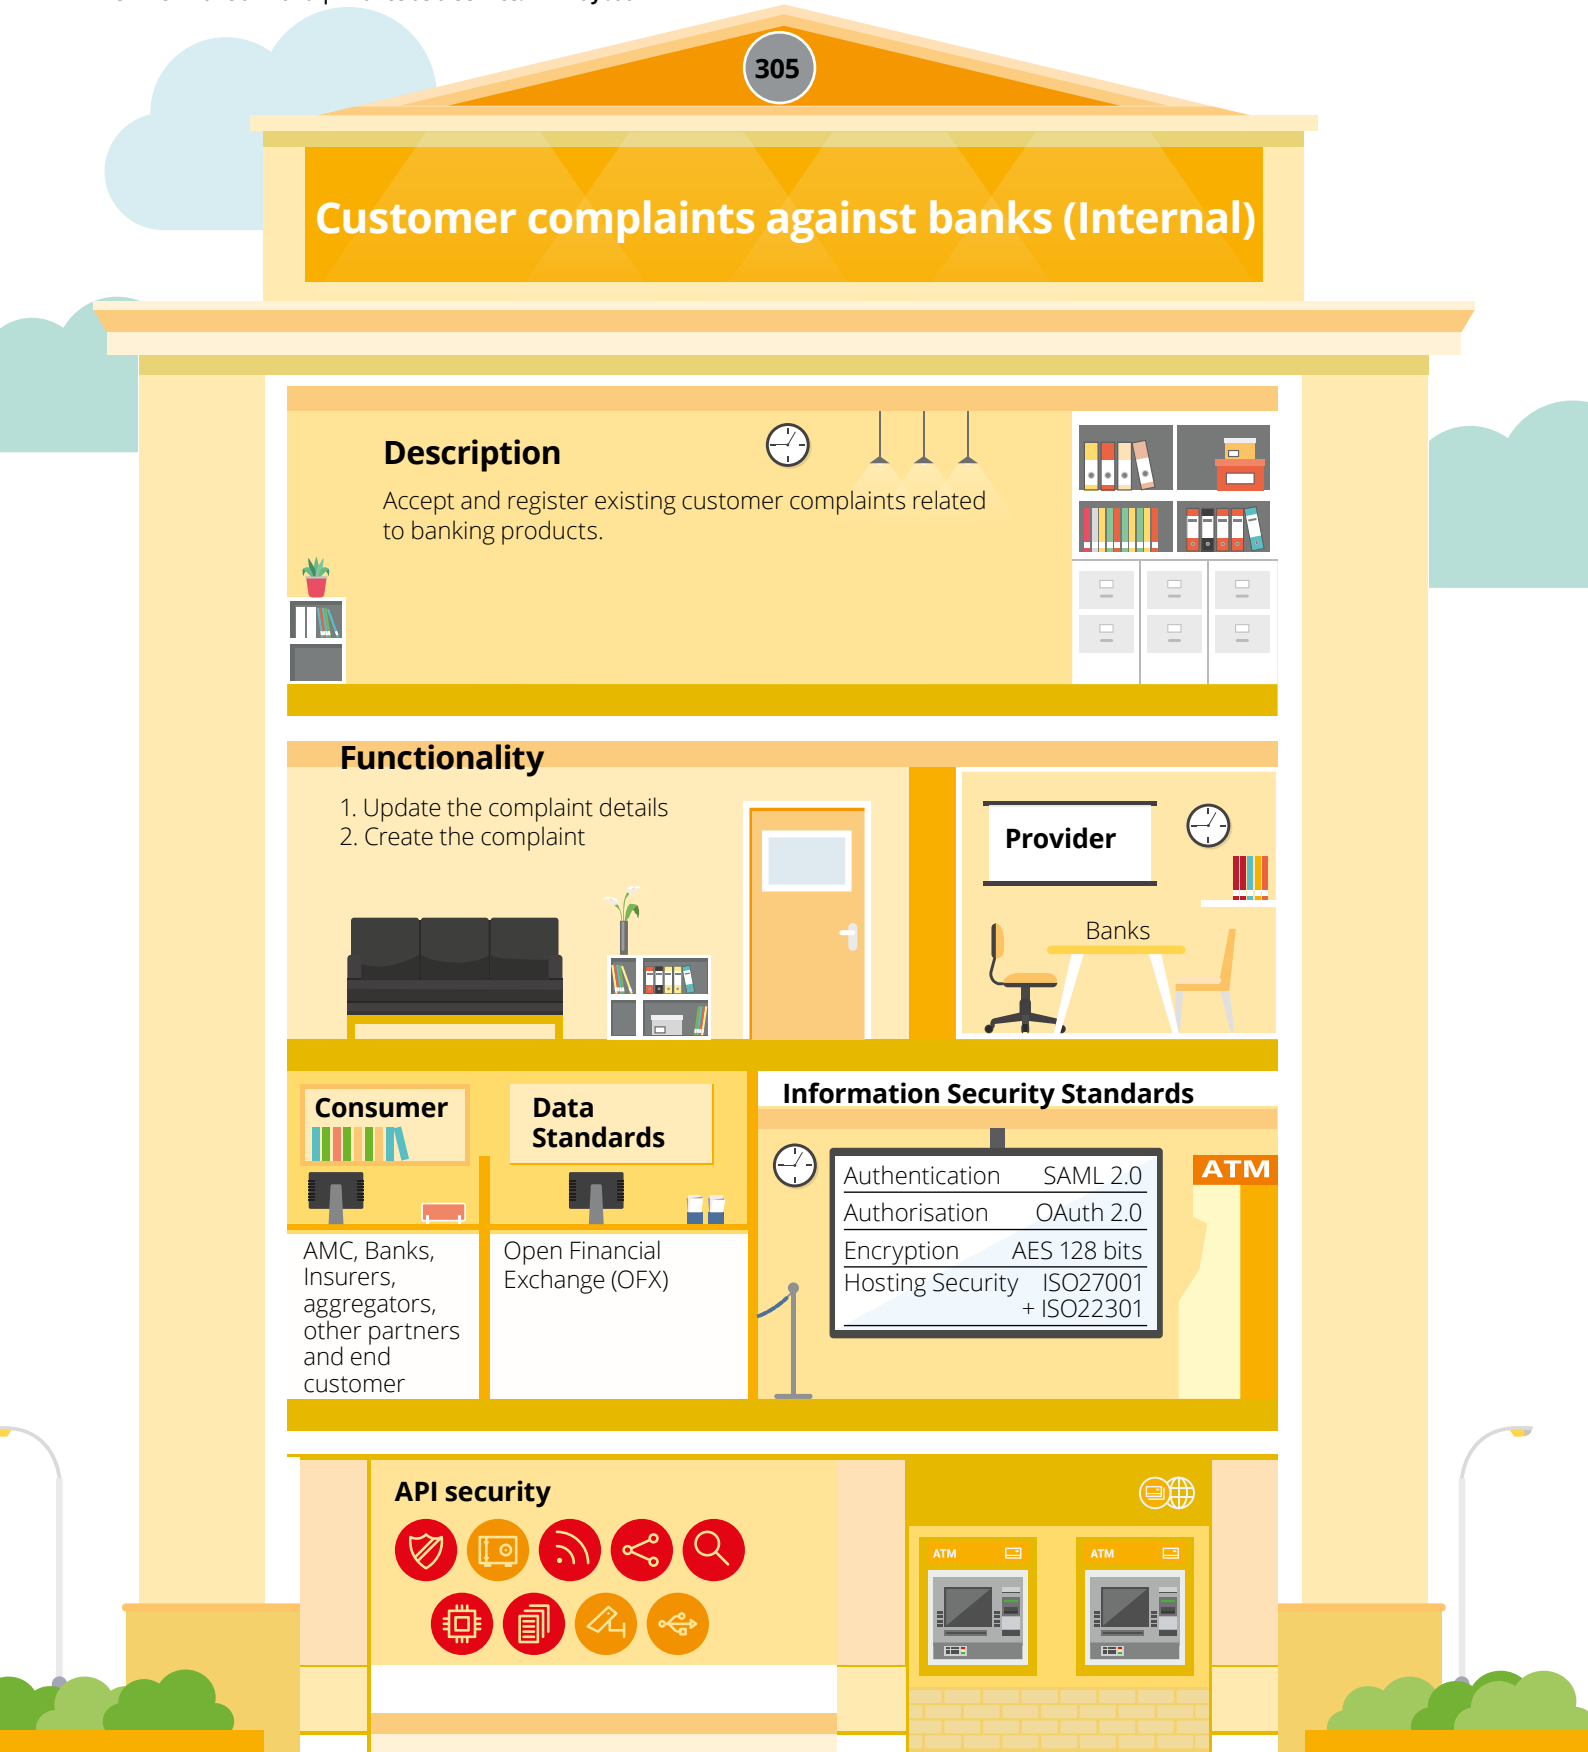 305
Customer complaints against banks (Internal)
Description
Accept and register existing customer complaints related
to banking products.
Functionality
1. Update the complaint details
2. Create the complaint
Provider
Banks
Consumer
AMC, Banks,
Insurers,
aggregators,
other partners
and end
customer
Data
Standards
Open Financial
Exchange (OFX)
Information Security Standards
Authentication SAML 2.0
Authorisation OAuth 2.0
Encryption AES 128 bits
Hosting Security ISO27001
+ ISO22301
ATM
API security
ATM
ATM